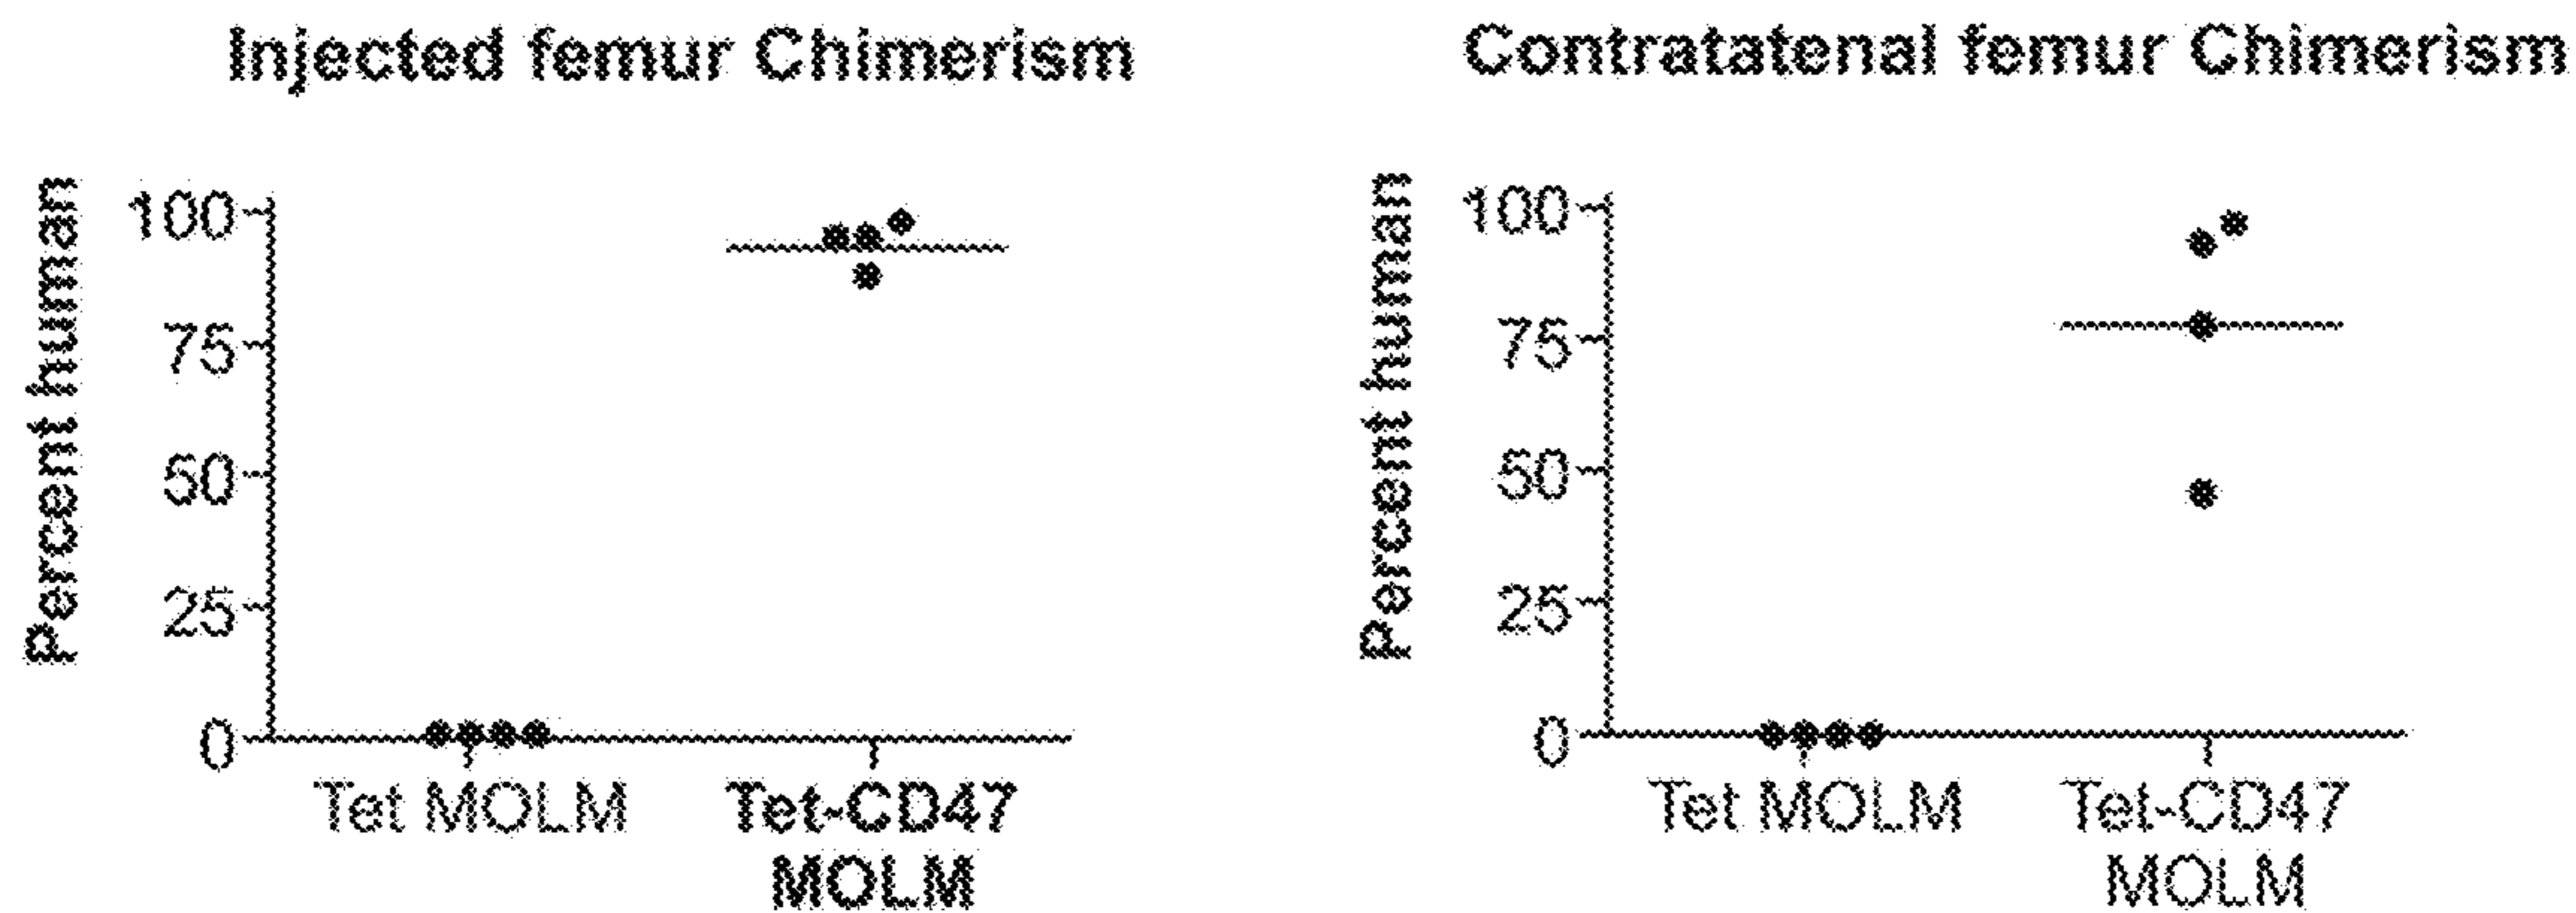 Injected femur Chimerism
Percent human
100
75
50
25
0
Tet MOLM
Tet-CD47
MOLM
Contratatenal femur Chimerism
Percent human
100
75
50
25
0
Tet MOLM
Tet-CD47
MOLM